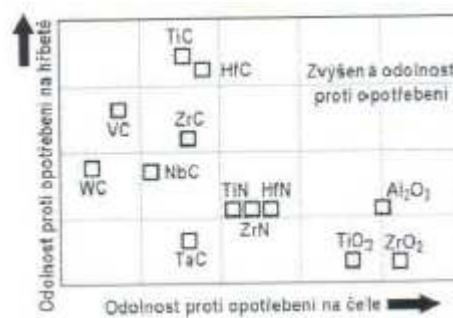 Odolnost proti opotřebení na hřbetě
TiC
HfC
Zvýšená odolnost
proti opotřebení
VC
ZrC
WC
NbC
TiN HfN
ZrN
Al₂O₃
TaC
TiO₂ ZrO₂
Odolnost proti opotřebení na čele